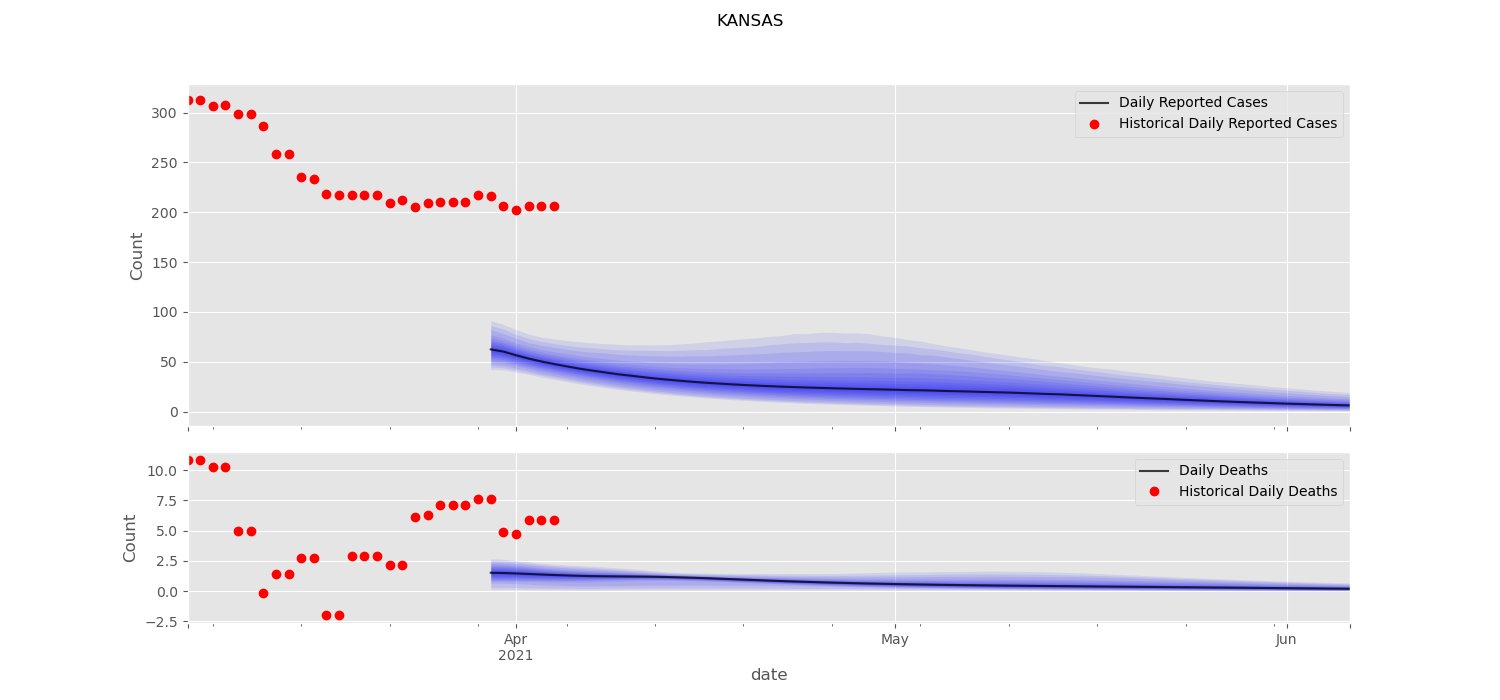 KANSAS
Daily Reported Cases
Historical Daily Reported Cases
300
250
200
150
100
50
0
Count
Daily Deaths
Historical Daily Deaths
10.0
7.5
5.0
2.5
0.0
−2.5
Count
Apr
2021
May
Jun
date